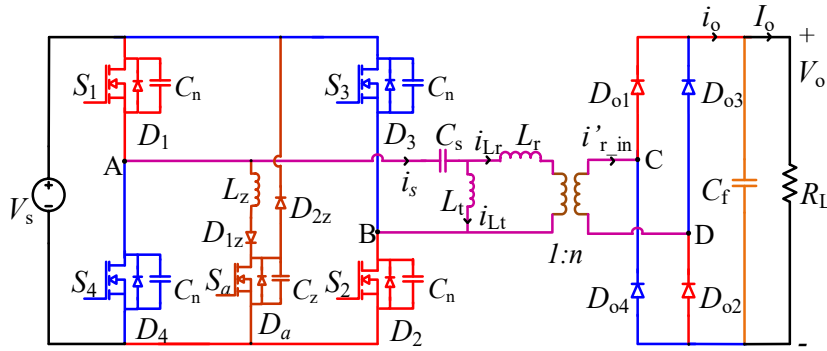 io Io +
S1 Cn S3 Cn Do1 Do3 Vo
D1 D3 Cs iLr Lr i'r_in
A is C
Vs Lz D2z Lt iLt Cf RL
D1z B D
S4 Cn Sa Cz S2 Cn 1:n Do4 Do2
D4 Da D2 -